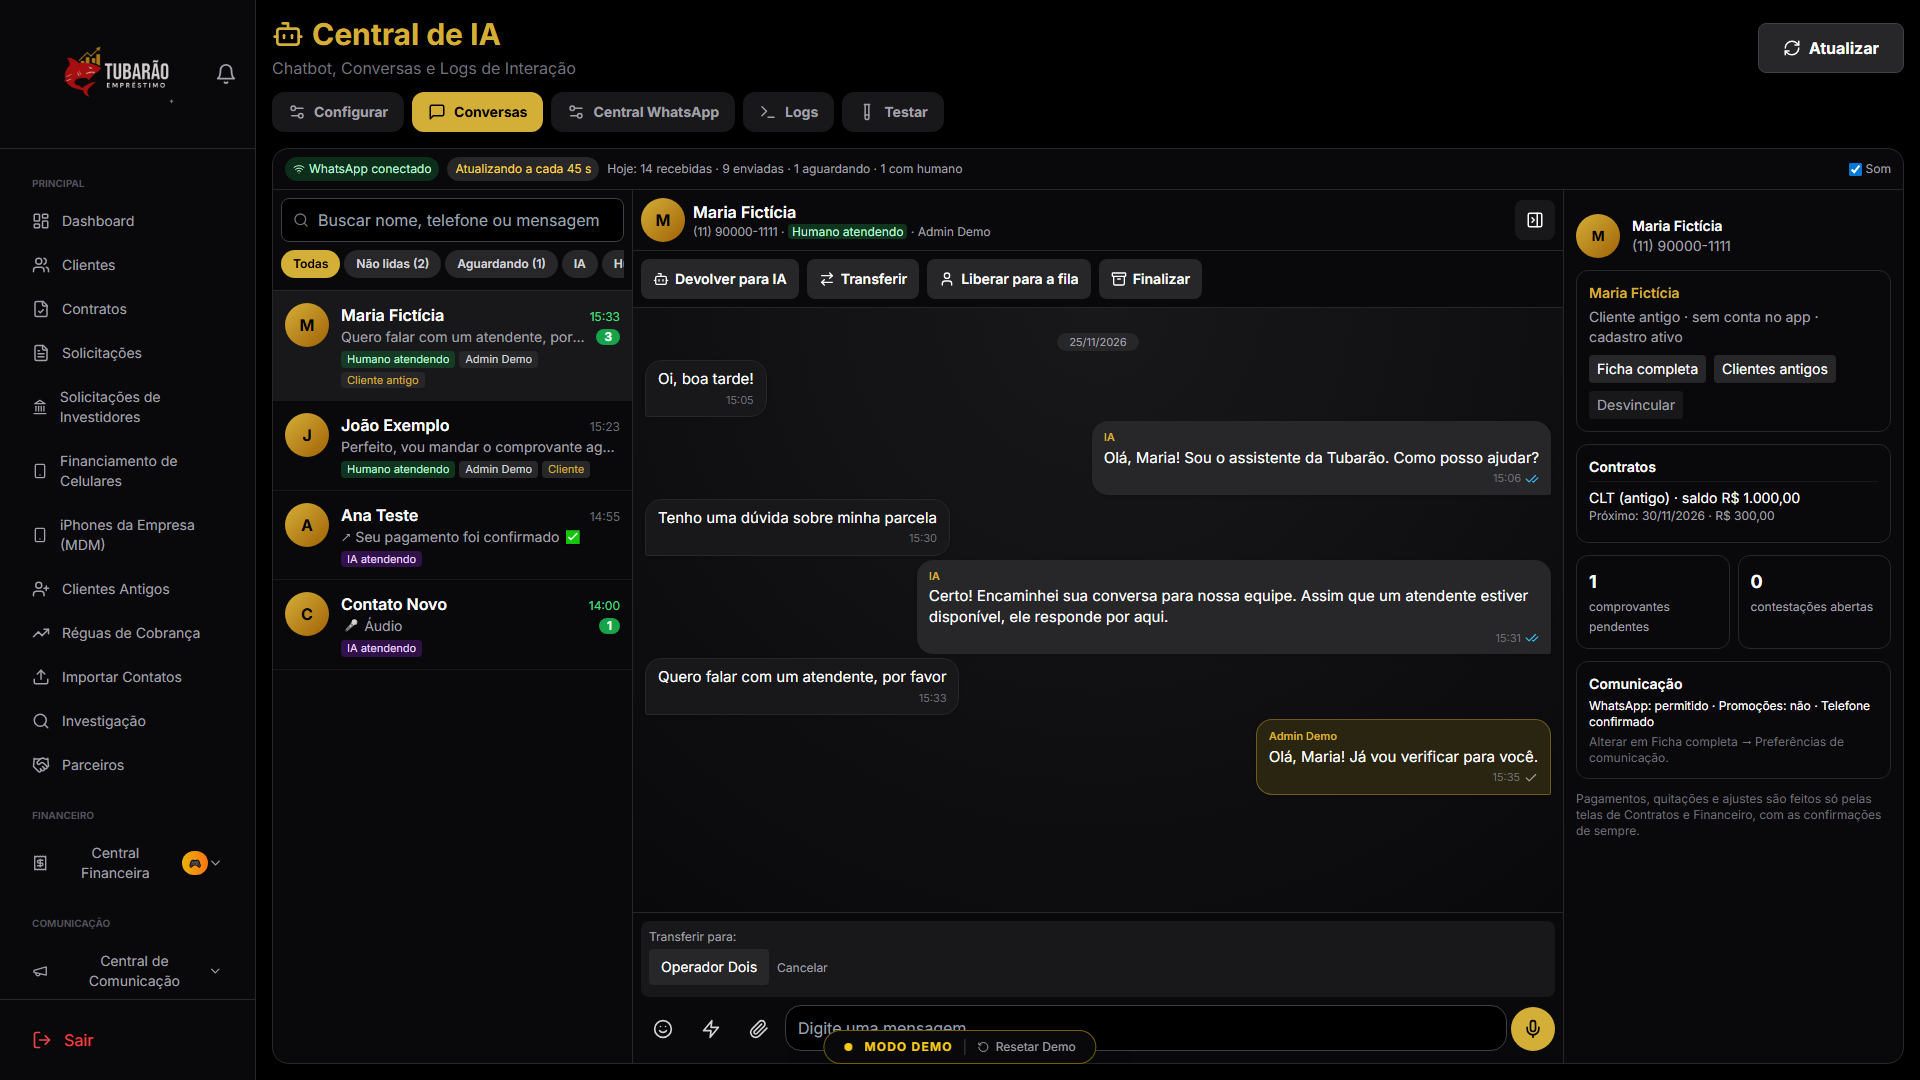 TUBARÃO
EMPRÉSTIMO
PRINCIPAL
Dashboard
Clientes
Contratos
Solicitações
Solicitações de
Investidores
Financiamento de
Celulares
iPhones da Empresa
(MDM)
Clientes Antigos
Réguas de Cobrança
Importar Contatos
Investigação
Parceiros
FINANCEIRO
Central
Financeira
COMUNICAÇÃO
Central de
Comunicação
Sair
Central de IA
Chatbot, Conversas e Logs de Interação
Atualizar
Configurar
Conversas
Central WhatsApp
Logs
Testar
WhatsApp conectado
Atualizando a cada 45 s
Hoje: 14 recebidas · 9 enviadas · 1 aguardando · 1 com humano
Som
Buscar nome, telefone ou mensagem
Todas
Não lidas (2)
Aguardando (1)
IA
M
Maria Fictícia
15:33
Quero falar com um atendente, por...
3
Humano atendendo
Admin Demo
Cliente antigo
J
João Exemplo
15:23
Perfeito, vou mandar o comprovante ag...
Humano atendendo
Admin Demo
Cliente
A
Ana Teste
14:55
↗ Seu pagamento foi confirmado ✅
IA atendendo
C
Contato Novo
14:00
🎤 Áudio
1
IA atendendo
M
Maria Fictícia
(11) 90000-1111 · Humano atendendo · Admin Demo
Devolver para IA
Transferir
Liberar para a fila
Finalizar
25/11/2026
Oi, boa tarde!
15:05
IA
Olá, Maria! Sou o assistente da Tubarão. Como posso ajudar?
15:06
Tenho uma dúvida sobre minha parcela
15:30
IA
Certo! Encaminhei sua conversa para nossa equipe. Assim que um atendente estiver
disponível, ele responde por aqui.
15:31
Quero falar com um atendente, por favor
15:33
Admin Demo
Olá, Maria! Já vou verificar para você.
15:35
Transferir para:
Operador Dois
Cancelar
Digite uma mensagem
MODO DEMO
Resetar Demo
M
Maria Fictícia
(11) 90000-1111
Maria Fictícia
Cliente antigo · sem conta no app ·
cadastro ativo
Ficha completa
Clientes antigos
Desvincular
Contratos
CLT (antigo) · saldo R$ 1.000,00
Próximo: 30/11/2026 · R$ 300,00
1
comprovantes
pendentes
0
contestações abertas
Comunicação
WhatsApp: permitido · Promoções: não · Telefone
confirmado
Alterar em Ficha completa → Preferências de
comunicação.
Pagamentos, quitações e ajustes são feitos só pelas
telas de Contratos e Financeiro, com as confirmações
de sempre.